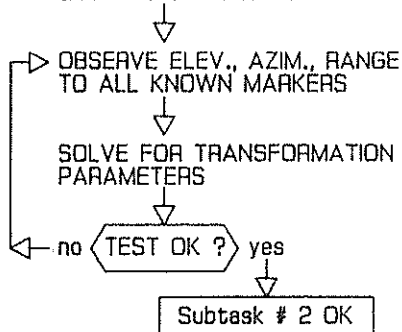 OBSERVE ELEV., AZIM., RANGE
TO ALL KNOWN MARKERS
SOLVE FOR TRANSFORMATION
PARAMETERS
no TEST OK ? yes
Subtask # 2 OK